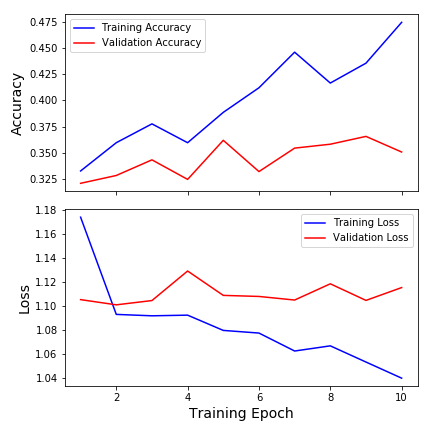 0.475
0.450
0.425
0.400
0.375
0.350
0.325
Accuracy
Training Accuracy
Validation Accuracy
1.18
1.16
1.14
1.12
1.10
1.08
1.06
1.04
Loss
Training Loss
Validation Loss
2 4 6 8 10
Training Epoch